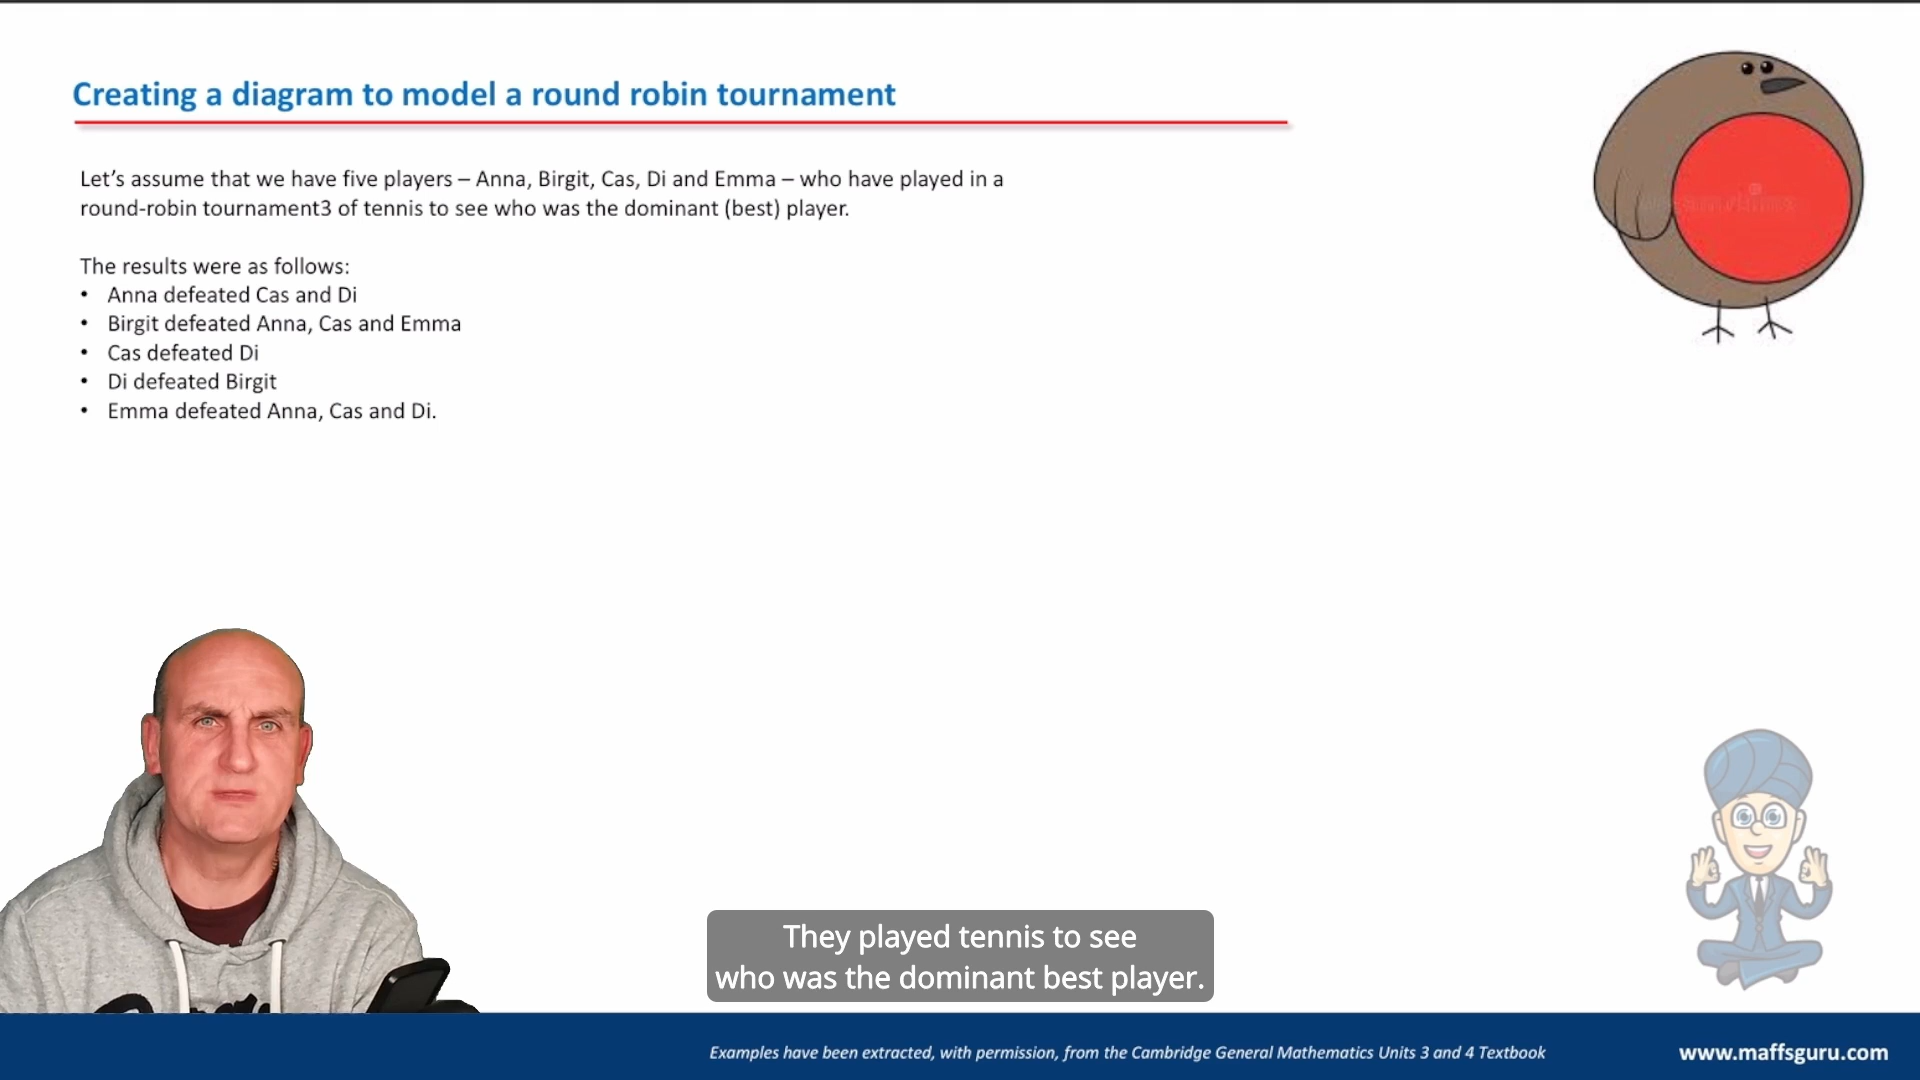 Creating a diagram to model a round robin tournament
Let’s assume that we have five players – Anna, Birgit, Cas, Di and Emma – who have played in a
round-robin tournament3 of tennis to see who was the dominant (best) player.
The results were as follows:
• Anna defeated Cas and Di
• Birgit defeated Anna, Cas and Emma
• Cas defeated Di
• Di defeated Birgit
• Emma defeated Anna, Cas and Di.
They played tennis to see
who was the dominant best player.
Examples have been extracted, with permission, from the Cambridge General Mathematics Units 3 and 4 Textbook
www.maffsguru.com